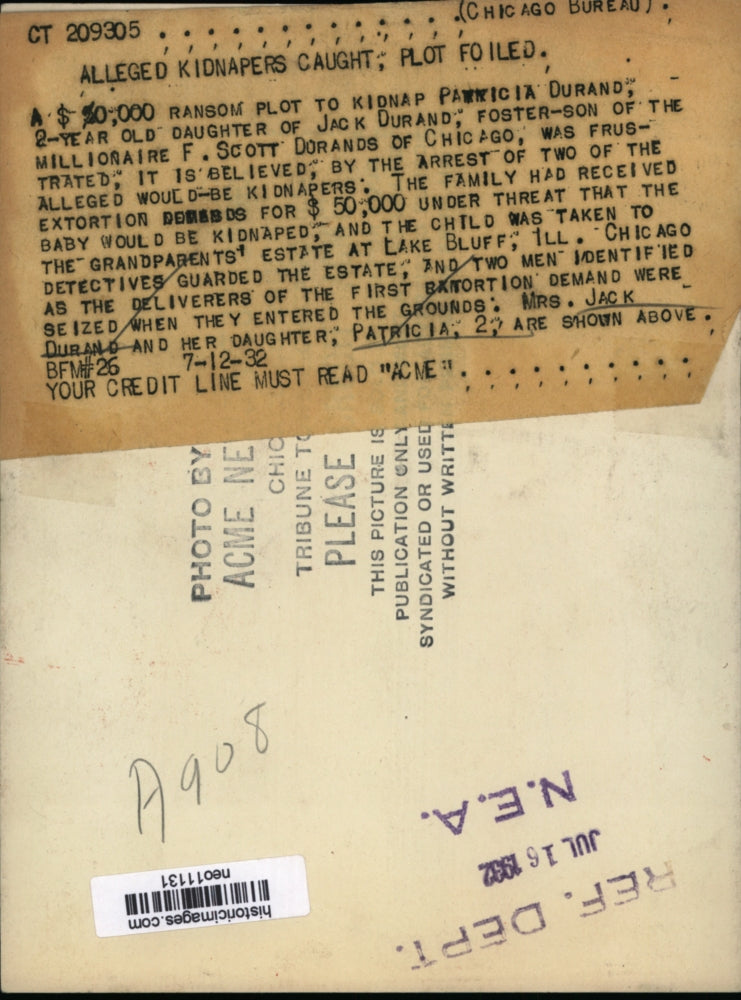 (CHICAGO BUREAU).
CT 209305 . . . . . . . . . . .
ALLEGED KIDNAPERS CAUGHT; PLOT FOILED.
A $ 50,000 RANSOM PLOT TO KIDNAP PATRICIA DURAND,
2-YEAR OLD DAUGHTER OF JACK DURAND, FOSTER-SON OF THE
MILLIONAIRE F. SCOTT DURANDS OF CHICAGO, WAS FRUS-
TRATED, IT IS BELIEVED, BY THE ARREST OF TWO OF THE
ALLEGED WOULD-BE KIDNAPERS. THE FAMILY HAD RECEIVED
EXTORTION DEMANDS FOR $ 50,000 UNDER THREAT THAT THE
BABY WOULD BE KIDNAPED, AND THE CHILD WAS TAKEN TO
THE GRANDPARENTS' ESTATE AT LAKE BLUFF, ILL. CHICAGO
DETECTIVES GUARDED THE ESTATE, AND TWO MEN IDENTIFIED
AS THE DELIVERERS OF THE FIRST EXTORTION DEMAND WERE
SEIZED WHEN THEY ENTERED THE GROUNDS. MRS. JACK
DURAND AND HER DAUGHTER, PATRICIA, 2, ARE SHOWN ABOVE.
BFM#26 7-12-32
YOUR CREDIT LINE MUST READ "ACME" . . . . . . . . . .
PHOTO BY
ACME NE
CHIC
TRIBUNE T
PLEASE
THIS PICTURE IS
PUBLICATION ONLY
SYNDICATED OR USED
WITHOUT WRITT
A908
N.E.A.
JUL 16 1932
REF. DEPT.
historicimages.com
neo11131